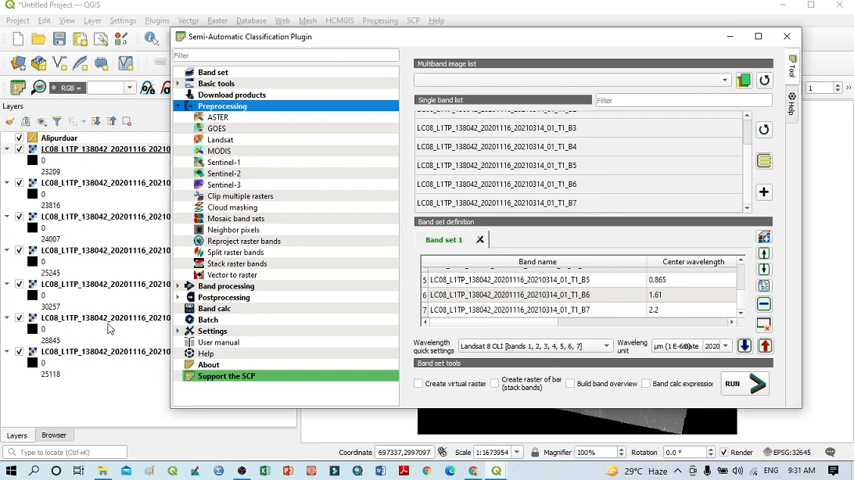 *Untitled Project — QGIS
Project Edit View Layer Settings Plugins Vector Raster Database Web Mesh HCMGIS Processing SCP Help
Semi-Automatic Classification Plugin
Filter
Band set
Basic tools
Download products
Preprocessing
ASTER
GOES
Landsat
MODIS
Sentinel-1
Sentinel-2
Sentinel-3
Clip multiple rasters
Cloud masking
Mosaic band sets
Neighbor pixels
Reproject raster bands
Split raster bands
Stack raster bands
Vector to raster
Band processing
Postprocessing
Band calc
Batch
Settings
User manual
Help
About
Support the SCP
Multiband image list
Single band list
Filter
LC08_L1TP_138042_20201116_20210314_01_T1_B3
LC08_L1TP_138042_20201116_20210314_01_T1_B4
LC08_L1TP_138042_20201116_20210314_01_T1_B5
LC08_L1TP_138042_20201116_20210314_01_T1_B6
LC08_L1TP_138042_20201116_20210314_01_T1_B7
Band set definition
Band set 1
Band name Center wavelength
5 LC08_L1TP_138042_20201116_20210314_01_T1_B5 0.865
6 LC08_L1TP_138042_20201116_20210314_01_T1_B6 1.61
7 LC08_L1TP_138042_20201116_20210314_01_T1_B7 2.2
Wavelength quick settings Landsat 8 OLI [bands 1, 2, 3, 4, 5, 6, 7] unit µm (1 E-6 2020
Band set tools
Create virtual raster
Create raster of
(stack bands)
Build band overview
Band calc expression
RUN
Tool
Help
RGB =
Layers
Alipurduar
LC08_L1TP_138042_20201116_20210
0
23209
LC08_L1TP_138042_20201116_20210
0
23816
LC08_L1TP_138042_20201116_20210
0
24007
LC08_L1TP_138042_20201116_20210
0
25245
LC08_L1TP_138042_20201116_20210
0
30257
LC08_L1TP_138042_20201116_20210
0
28845
LC08_L1TP_138042_20201116_20210
0
25118
1
Layers Browser
Type to locate (Ctrl+K)
Coordinate 697337,2997097 Scale 1:1673954 Magnifier 100% Rotation 0.0 ° Render EPSG:32645
29°C Haze ENG 9:31 AM